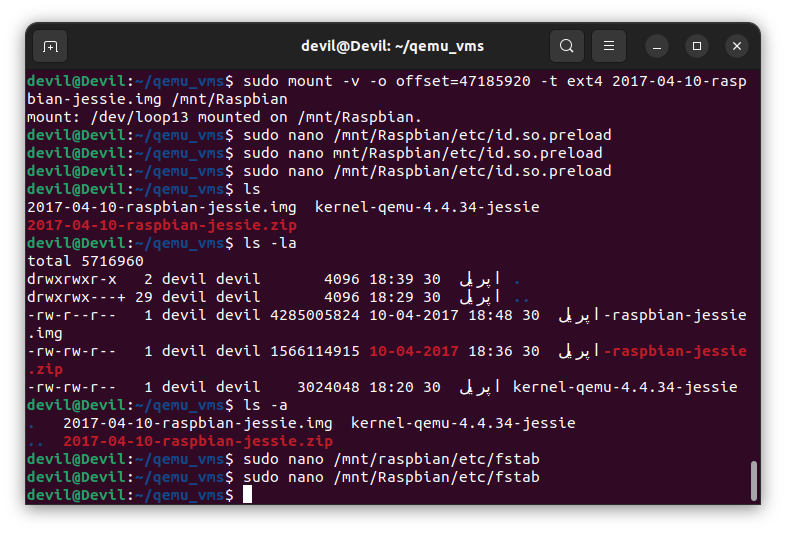 devil@Devil: ~/qemu_vms
devil@Devil:~/qemu_vms$ sudo mount -v -o offset=47185920 -t ext4 2017-04-10-rasp
bian-jessie.img /mnt/Raspbian
mount: /dev/loop13 mounted on /mnt/Raspbian.
devil@Devil:~/qemu_vms$ sudo nano /mnt/Raspbian/etc/id.so.preload
devil@Devil:~/qemu_vms$ sudo nano mnt/Raspbian/etc/id.so.preload
devil@Devil:~/qemu_vms$ sudo nano /mnt/Raspbian/etc/id.so.preload
devil@Devil:~/qemu_vms$ ls
2017-04-10-raspbian-jessie.img  kernel-qemu-4.4.34-jessie
2017-04-10-raspbian-jessie.zip
devil@Devil:~/qemu_vms$ ls -la
total 5716960
drwxrwxr-x   2 devil devil       4096 18:39 30  اپریل .
drwxrwx---+ 29 devil devil       4096 18:29 30  اپریل ..
-rw-r--r--   1 devil devil 4285005824 10-04-2017 18:48 30  اپریل-raspbian-jessie
.img
-rw-rw-r--   1 devil devil 1566114915 10-04-2017 18:36 30  اپریل-raspbian-jessie
.zip
-rw-rw-r--   1 devil devil    3024048 18:20 30  اپریل kernel-qemu-4.4.34-jessie
devil@Devil:~/qemu_vms$ ls -a
.   2017-04-10-raspbian-jessie.img  kernel-qemu-4.4.34-jessie
..  2017-04-10-raspbian-jessie.zip
devil@Devil:~/qemu_vms$ sudo nano /mnt/raspbian/etc/fstab
devil@Devil:~/qemu_vms$ sudo nano /mnt/Raspbian/etc/fstab
devil@Devil:~/qemu_vms$